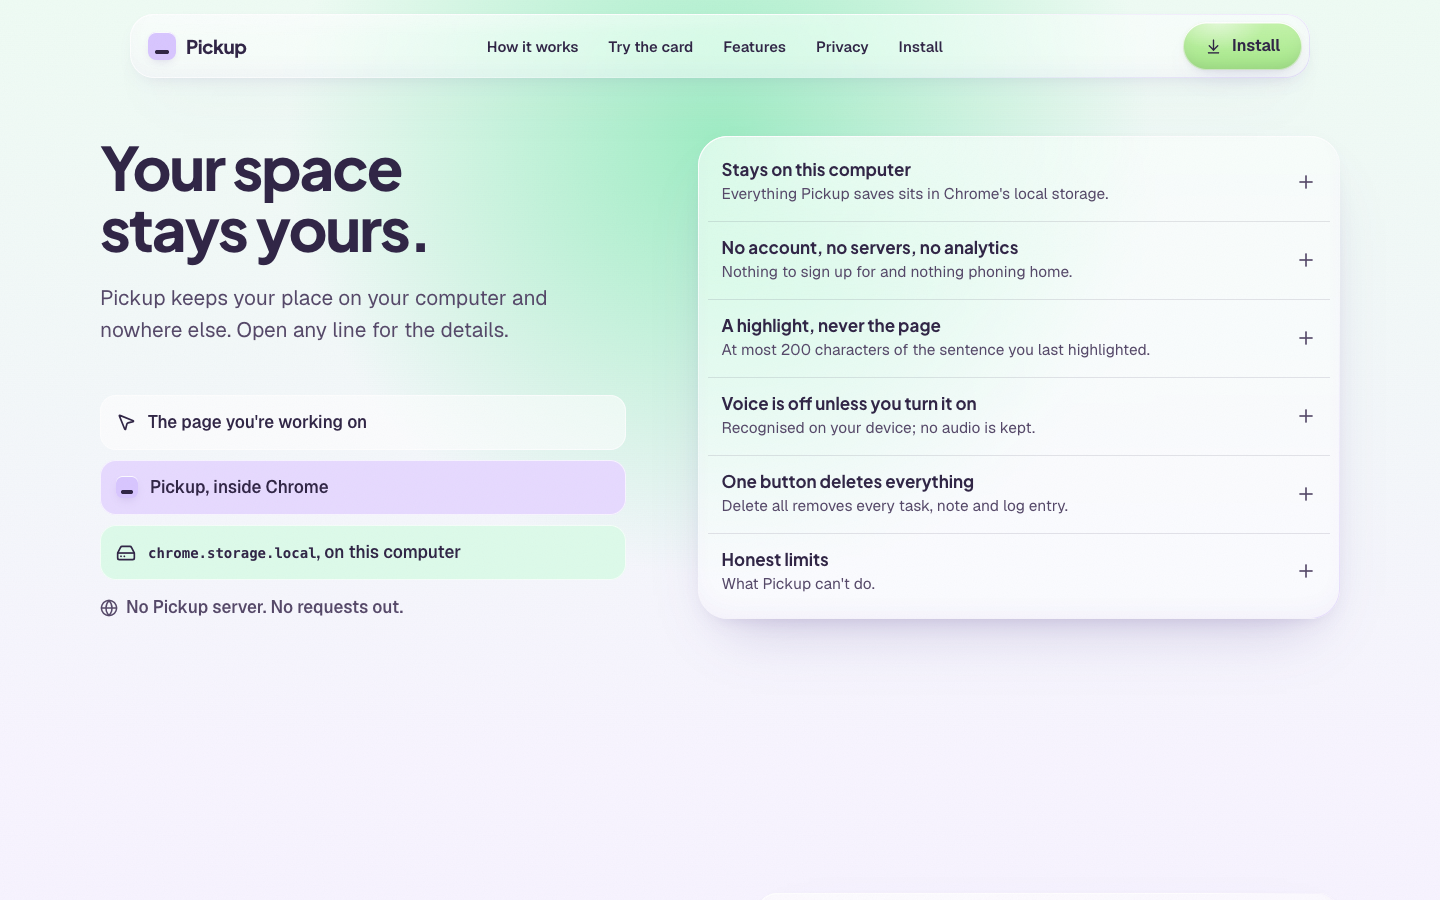 Pickup
How it works
Try the card
Features
Privacy
Install
Install
Your space
stays yours.
Pickup keeps your place on your computer and
nowhere else. Open any line for the details.
The page you're working on
Pickup, inside Chrome
chrome.storage.local, on this computer
No Pickup server. No requests out.
Stays on this computer
Everything Pickup saves sits in Chrome's local storage.
No account, no servers, no analytics
Nothing to sign up for and nothing phoning home.
A highlight, never the page
At most 200 characters of the sentence you last highlighted.
Voice is off unless you turn it on
Recognised on your device; no audio is kept.
One button deletes everything
Delete all removes every task, note and log entry.
Honest limits
What Pickup can't do.